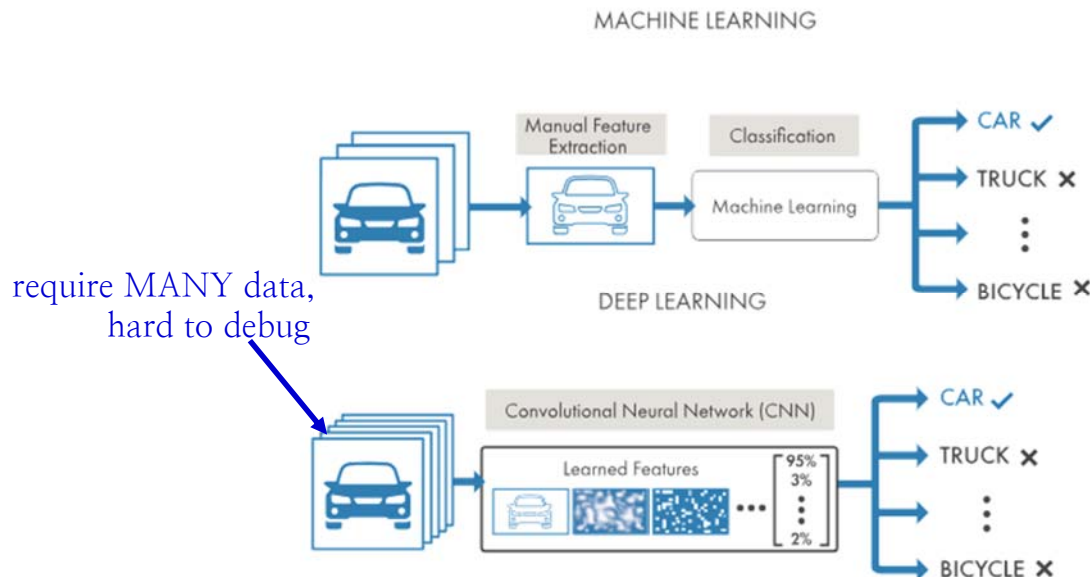 MACHINE LEARNING
Manual Feature
Extraction
Classification
Machine Learning
CAR ✓
TRUCK ✕
⋮
BICYCLE ✕
require MANY data,
hard to debug
DEEP LEARNING
Convolutional Neural Network (CNN)
Learned Features
95%
3%
⋮
2%
CAR ✓
TRUCK ✕
⋮
BICYCLE ✕